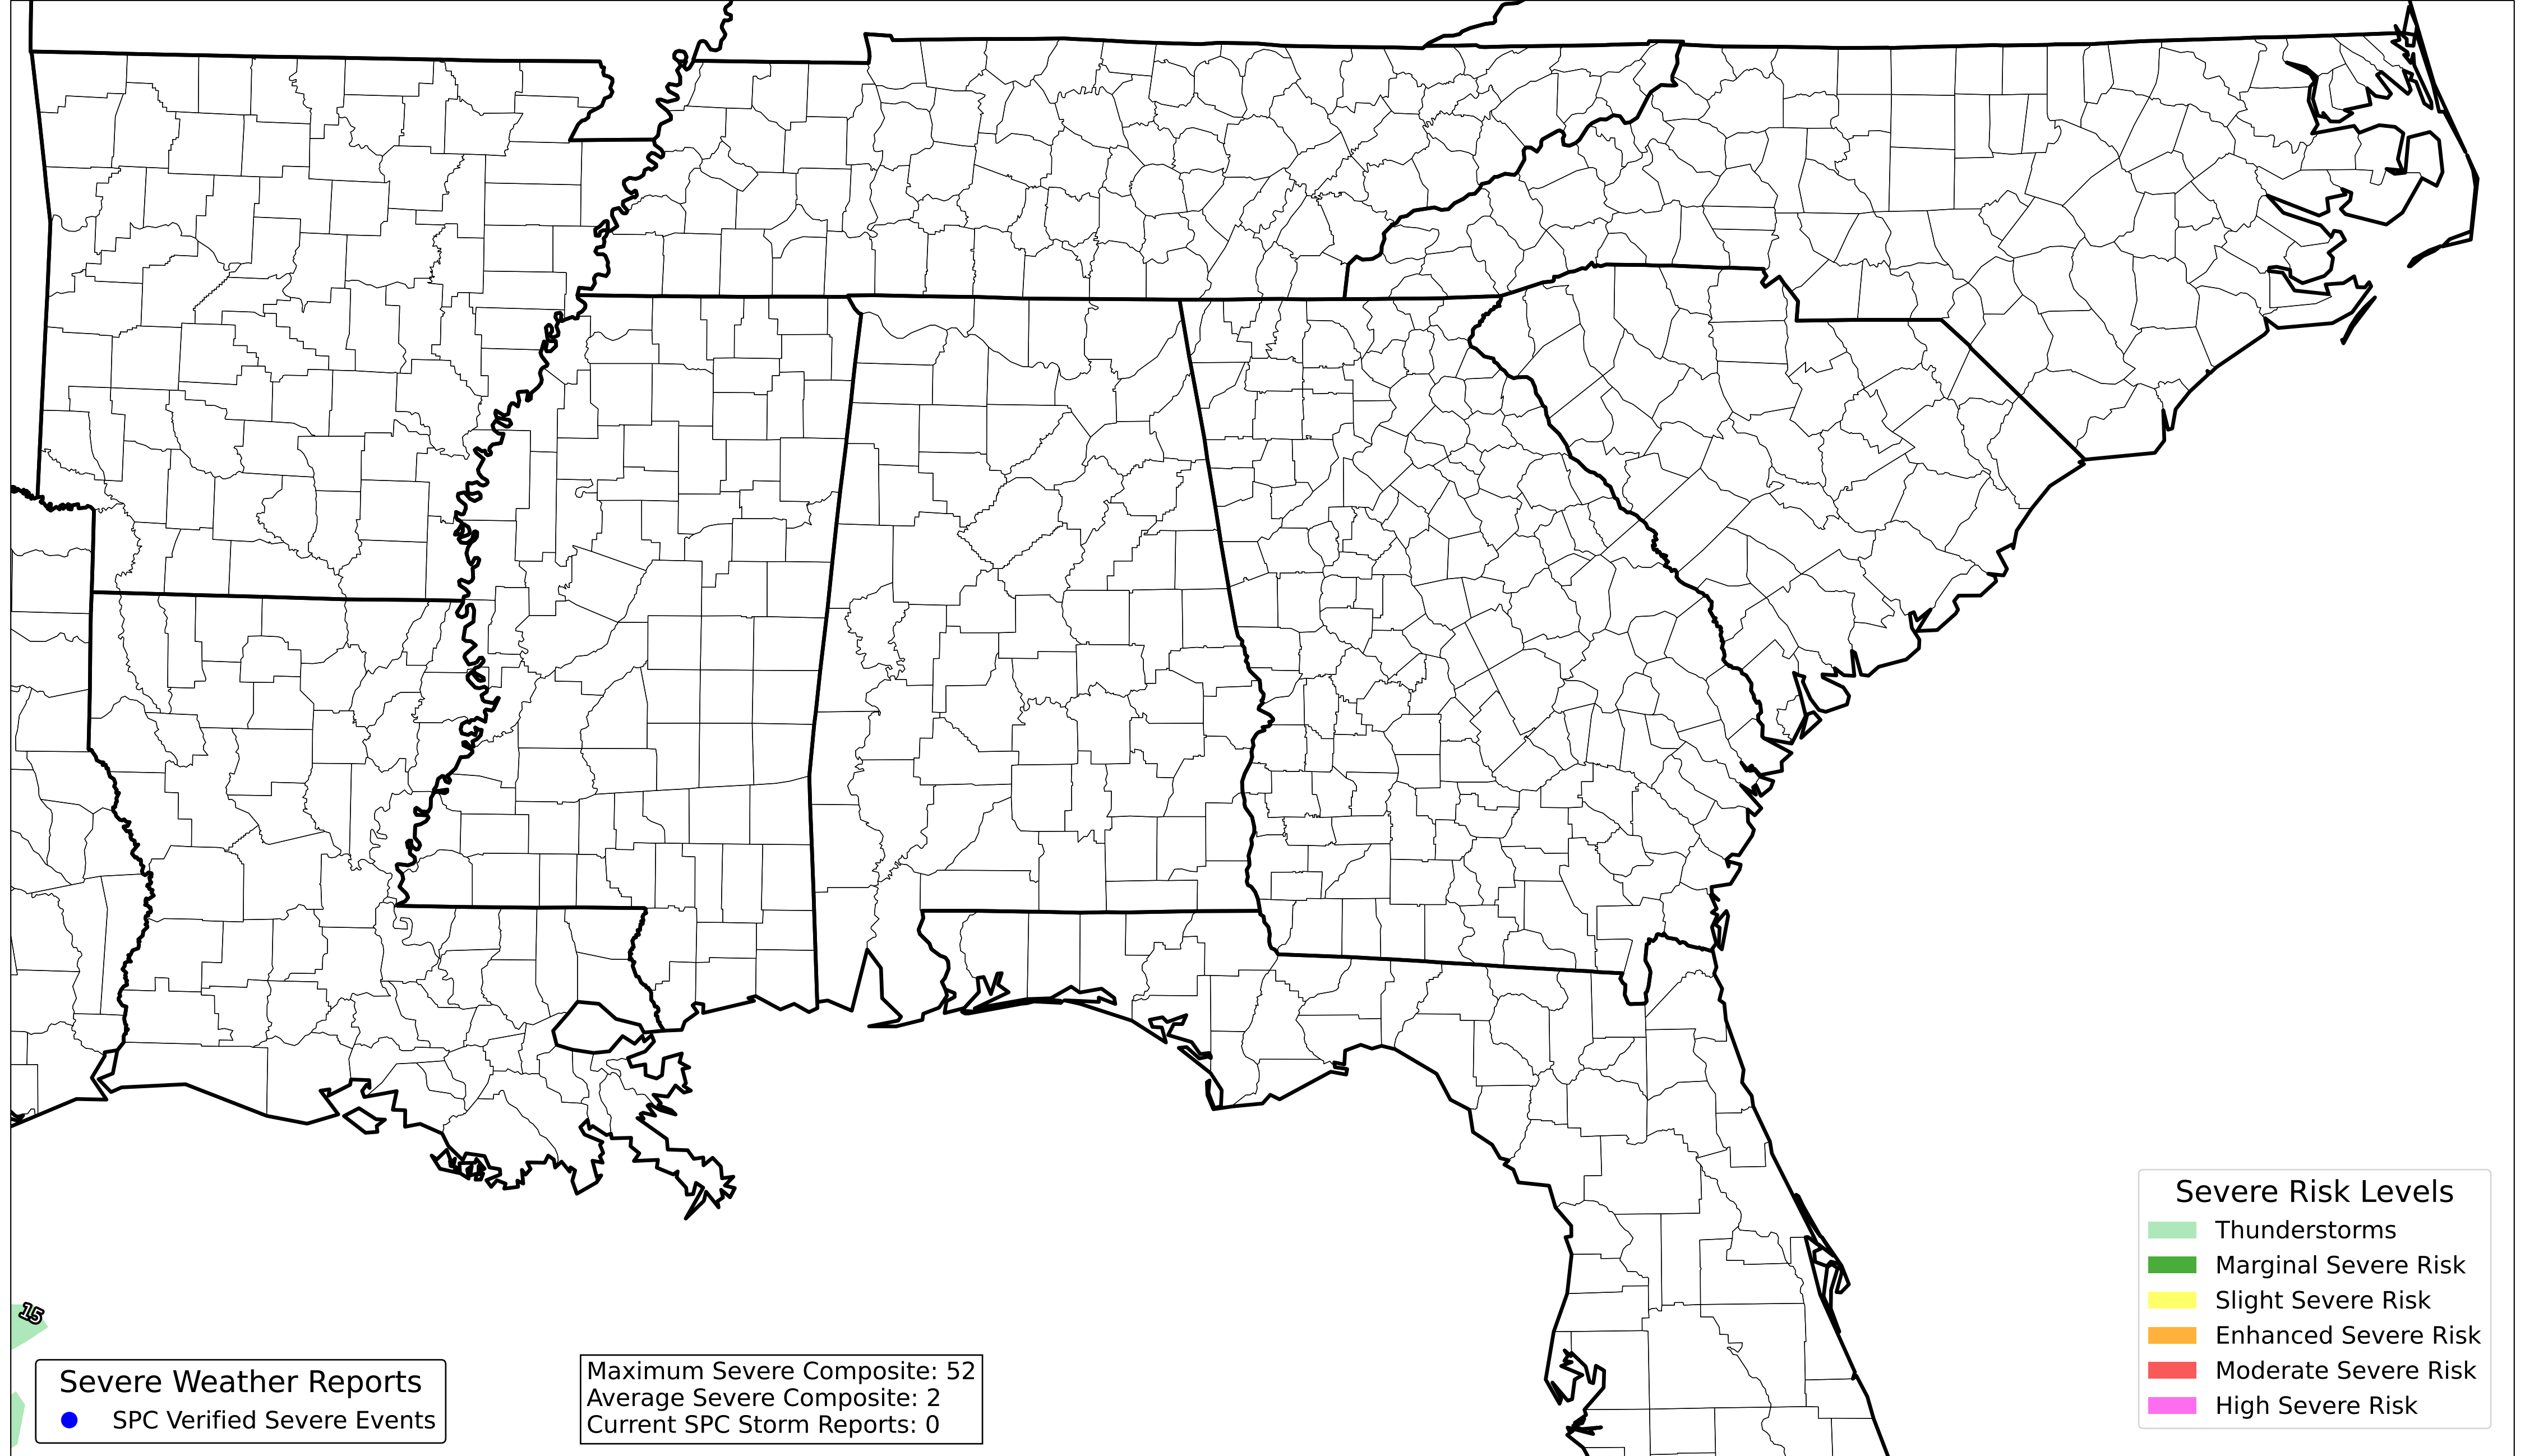 15
Severe Weather Reports
SPC Verified Severe Events
Maximum Severe Composite: 52
Average Severe Composite: 2
Current SPC Storm Reports: 0
Severe Risk Levels
Thunderstorms
Marginal Severe Risk
Slight Severe Risk
Enhanced Severe Risk
Moderate Severe Risk
High Severe Risk